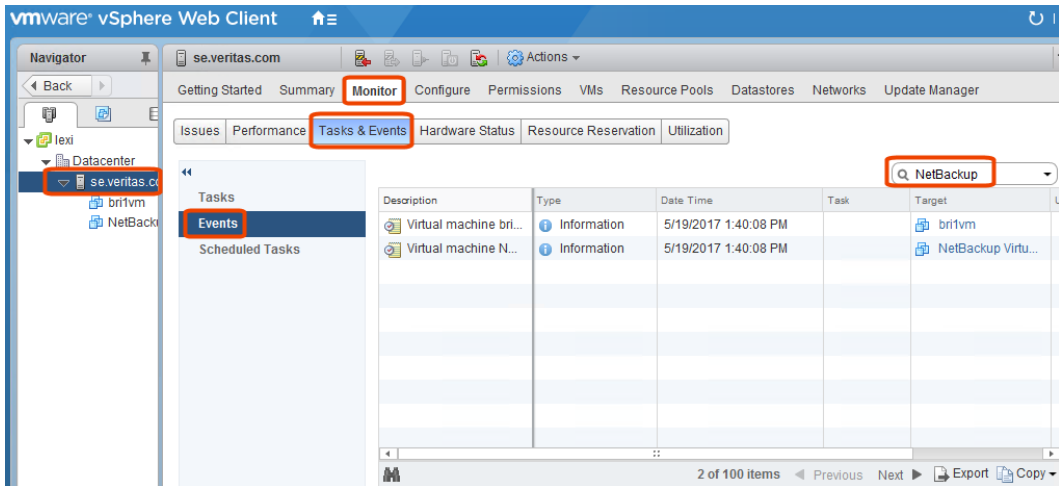 vmware® vSphere Web Client
Navigator
se.veritas.com
Actions
Back
Getting Started Summary Monitor Configure Permissions VMs Resource Pools Datastores Networks Update Manager
lexi
Datacenter
se.veritas.co
bri1vm
NetBacku
Issues Performance Tasks & Events Hardware Status Resource Reservation Utilization
NetBackup
Tasks
Events
Scheduled Tasks
Description Type Date Time Task Target
Virtual machine bri... Information 5/19/2017 1:40:08 PM bri1vm
Virtual machine N... Information 5/19/2017 1:40:08 PM NetBackup Virtu...
2 of 100 items Previous Next Export Copy